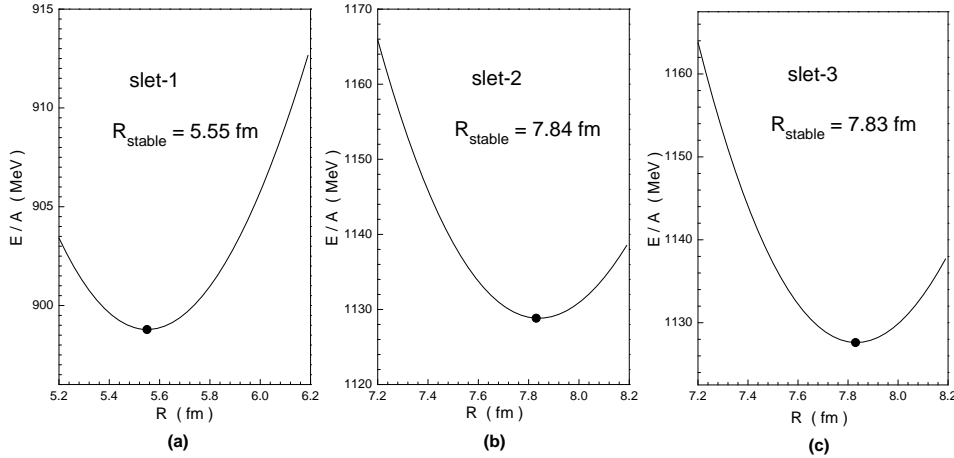 915
910
905
900
E / A ( MeV )
slet-1
R_stable = 5.55 fm
5.2 5.4 5.6 5.8 6.0 6.2
R ( fm )
(a)
1170
1160
1150
1140
1130
1120
E / A ( MeV )
slet-2
R_stable = 7.84 fm
7.2 7.4 7.6 7.8 8.0 8.2
R ( fm )
(b)
1160
1150
1140
1130
E / A ( MeV )
slet-3
R_stable = 7.83 fm
7.2 7.4 7.6 7.8 8.0 8.2
R ( fm )
(c)